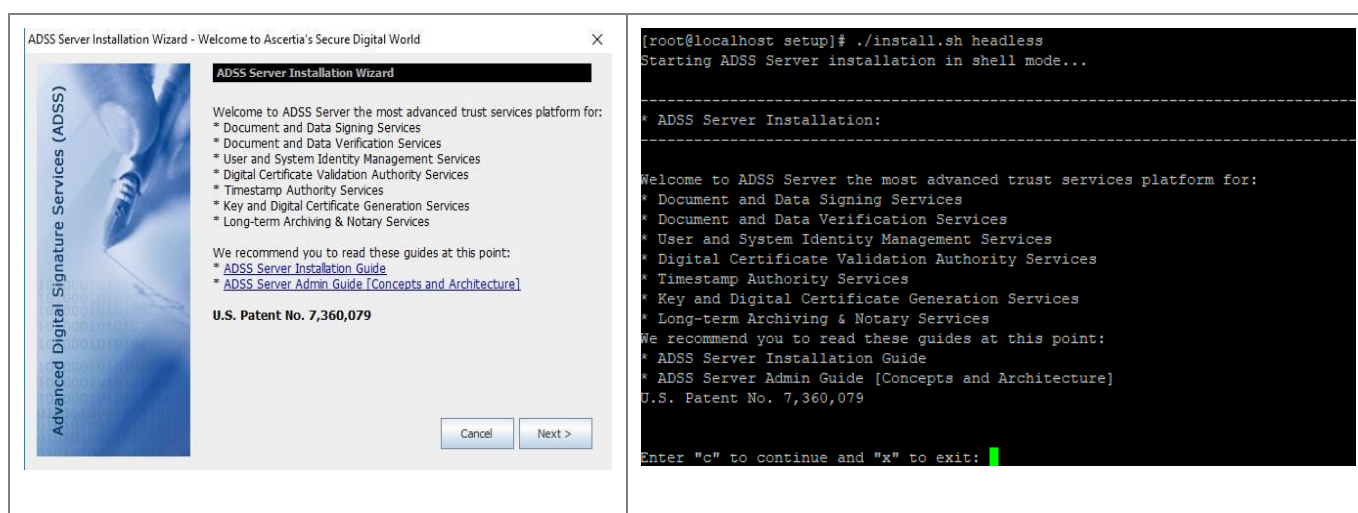 ADSS Server Installation Wizard - Welcome to Ascertia's Secure Digital World
Advanced Digital Signature Services (ADSS)
ADSS Server Installation Wizard
Welcome to ADSS Server the most advanced trust services platform for:
* Document and Data Signing Services
* Document and Data Verification Services
* User and System Identity Management Services
* Digital Certificate Validation Authority Services
* Timestamp Authority Services
* Key and Digital Certificate Generation Services
* Long-term Archiving & Notary Services
We recommend you to read these guides at this point:
* ADSS Server Installation Guide
* ADSS Server Admin Guide [Concepts and Architecture]
U.S. Patent No. 7,360,079
Cancel
Next >
[root@localhost setup]# ./install.sh headless
Starting ADSS Server installation in shell mode...
--------------------------------------------------------------------------------
* ADSS Server Installation:
--------------------------------------------------------------------------------
Welcome to ADSS Server the most advanced trust services platform for:
* Document and Data Signing Services
* Document and Data Verification Services
* User and System Identity Management Services
* Digital Certificate Validation Authority Services
* Timestamp Authority Services
* Key and Digital Certificate Generation Services
* Long-term Archiving & Notary Services
We recommend you to read these guides at this point:
* ADSS Server Installation Guide
* ADSS Server Admin Guide [Concepts and Architecture]
U.S. Patent No. 7,360,079
Enter "c" to continue and "x" to exit: